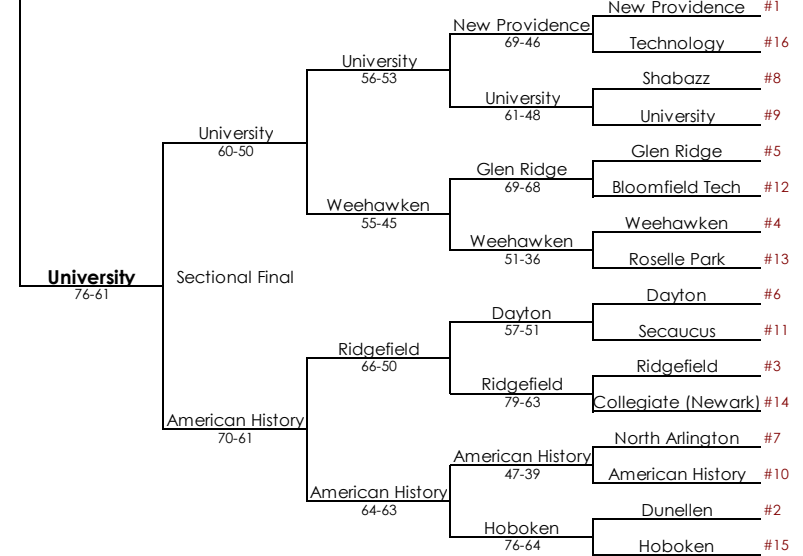 New Providence #1
New Providence
69-46
Technology #16
University
56-53
Shabazz #8
University
61-48
University #9
University
60-50
Glen Ridge #5
Glen Ridge
69-68
Bloomfield Tech #12
Weehawken
55-45
Weehawken #4
Weehawken
51-36
Roselle Park #13
University
76-61
Sectional Final
Dayton #6
Dayton
57-51
Secaucus #11
Ridgefield
66-50
Ridgefield #3
Ridgefield
79-63
Collegiate (Newark) #14
American History
70-61
North Arlington #7
American History
47-39
American History #10
American History
64-63
Dunellen #2
Hoboken
76-64
Hoboken #15